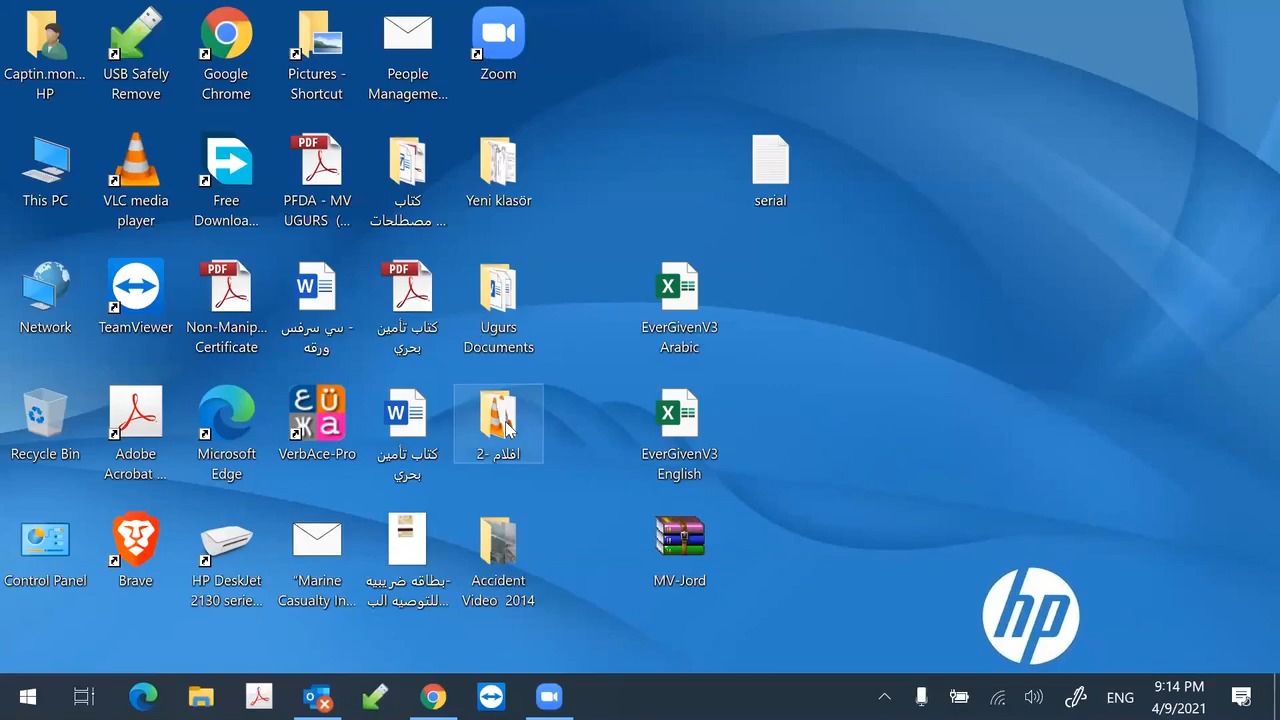 Captin.mon...
HP
USB Safely
Remove
Google
Chrome
Pictures -
Shortcut
People
Manageme...
Zoom
This PC
VLC media
player
Free
Downloa...
PDF
PFDA - MV
UGURS (...
كتاب
مصطلحات ...
Yeni klasör
serial
Network
TeamViewer
PDF
Non-Manip...
Certificate
سي سرفس -
ورقه
PDF
كتاب تأمين
بحري
Ugurs
Documents
EverGivenV3
Arabic
Recycle Bin
Adobe
Acrobat ...
Microsoft
Edge
ع Ü
Ж a
VerbAce-Pro
كتاب تأمين
بحري
افلام -2
EverGivenV3
English
Control Panel
Brave
HP DeskJet
2130 serie...
"Marine
Casualty In...
بطاقه ضريبيه-
للتوصيه الب...
Accident
Video 2014
MV-Jord
hp
ENG
9:14 PM
4/9/2021